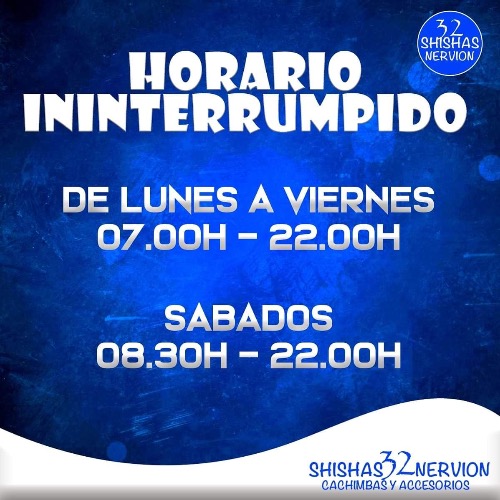 32
SHISHAS
NERVION
HORARIO
ININTERRUMPIDO
DE LUNES A VIERNES
07.00H - 22.00H
SABADOS
08.30H - 22.00H
SHISHAS32NERVION
CACHIMBAS Y ACCESORIOS